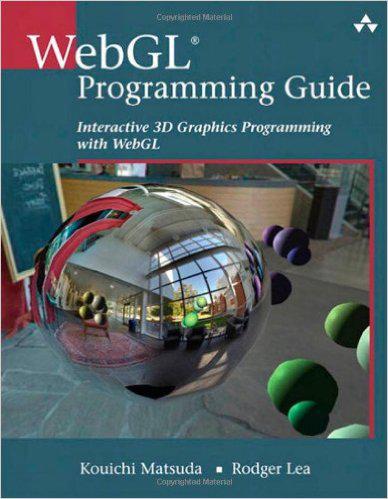 WebGL®
Programming Guide
Interactive 3D Graphics Programming
with WebGL
Kouichi Matsuda • Rodger Lea